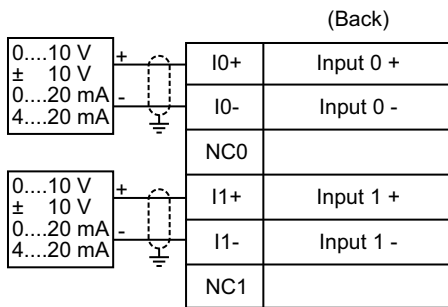 (Back)
0....10 V
± 10 V
0...20 mA
4....20 mA
+
-
I0+ Input 0 +
I0- Input 0 -
NC0
0....10 V
± 10 V
0...20 mA
4....20 mA
+
-
I1+ Input 1 +
I1- Input 1 -
NC1